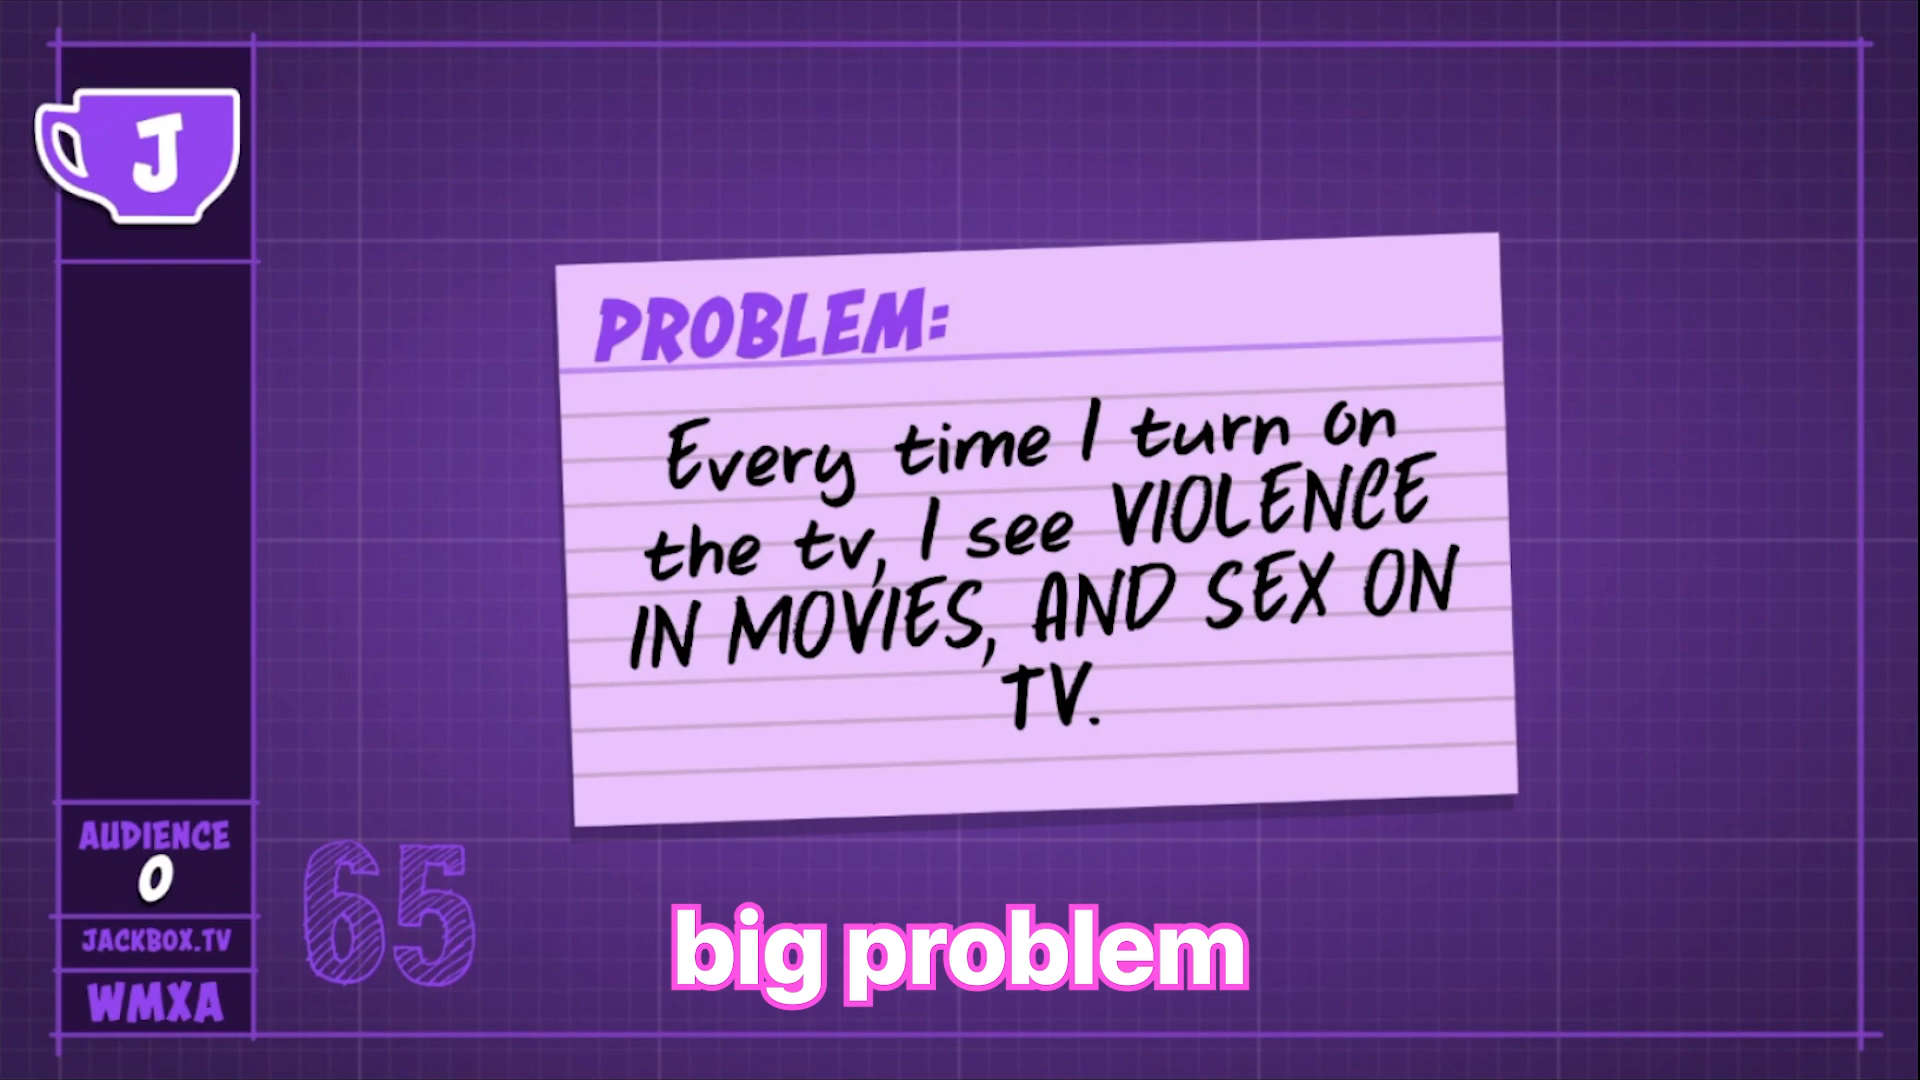 J
PROBLEM:
Every time I turn on
the tv, I see VIOLENCE
IN MOVIES, AND SEX ON
TV.
AUDIENCE
0
JACKBOX.TV
WMXA
65
big problem